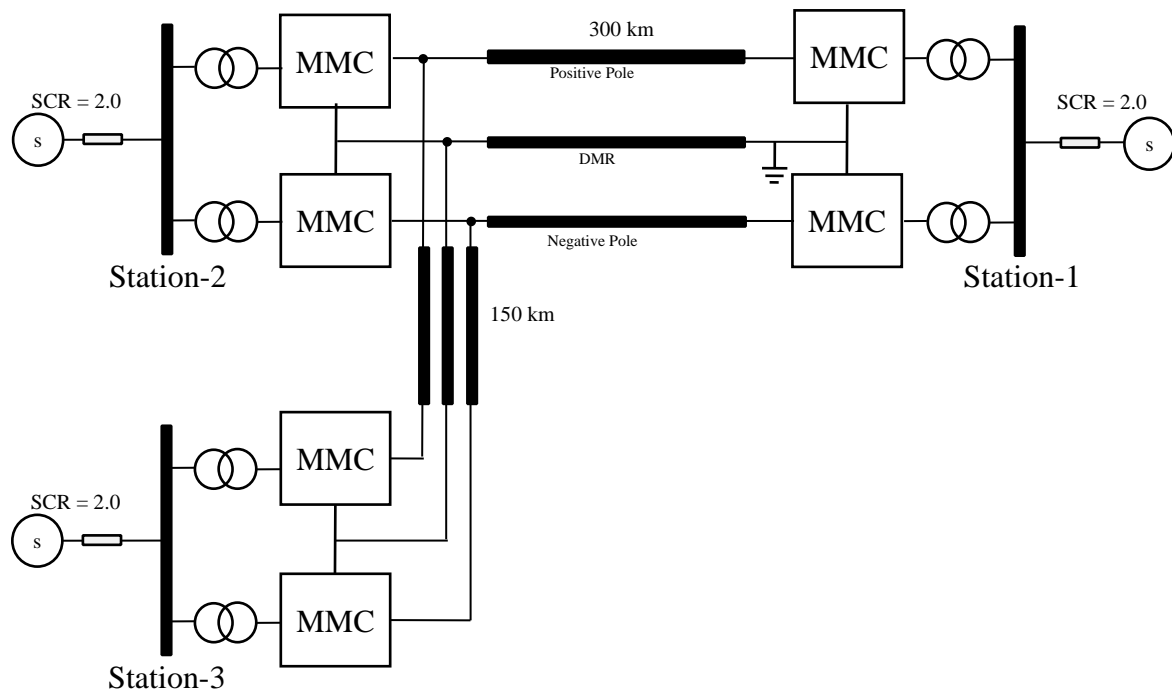 300 km
MMC
MMC
Positive Pole
SCR = 2.0
SCR = 2.0
s
s
DMR
MMC
MMC
Negative Pole
Station-2
Station-1
150 km
MMC
SCR = 2.0
s
MMC
Station-3